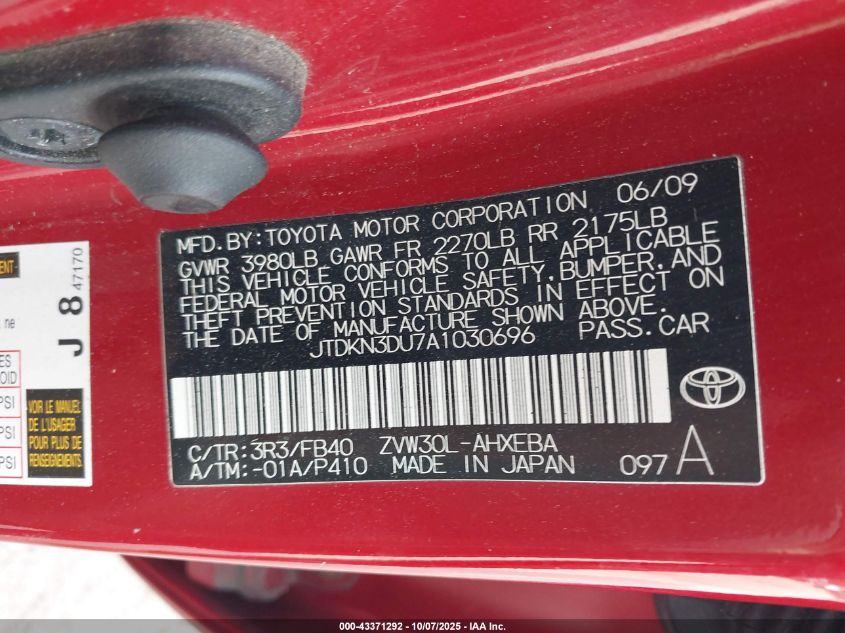 MFD. BY: TOYOTA MOTOR CORPORATION 06/09
GVWR 3980LB GAWR FR 2270LB RR 2175LB
THIS VEHICLE CONFORMS TO ALL APPLICABLE
FEDERAL MOTOR VEHICLE SAFETY, BUMPER, AND
THEFT PREVENTION STANDARDS IN EFFECT ON
THE DATE OF MANUFACTURE SHOWN ABOVE.
JTDKN3DU7A1030696 PASS. CAR
C/TR: 3R3/FB40 ZVW30L-AHXEBA
A/TM: -01A/P410 MADE IN JAPAN 097 A
J 8 47170
ne
PSI
PSI
PSI
VOIR LE MANUEL
DE L'USAGER
POUR PLUS DE
RENSEIGNEMENTS
000-43371292 - 10/07/2025 - IAA Inc.